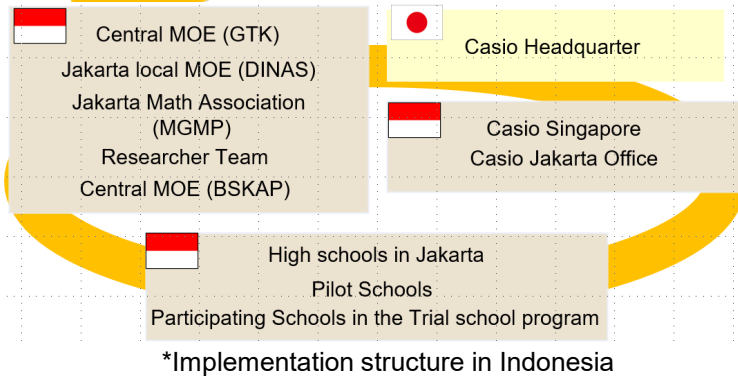 Central MOE (GTK)
Jakarta local MOE (DINAS)
Jakarta Math Association
(MGMP)
Researcher Team
Central MOE (BSKAP)
Casio Headquarter
Casio Singapore
Casio Jakarta Office
High schools in Jakarta
Pilot Schools
Participating Schools in the Trial school program
*Implementation structure in Indonesia